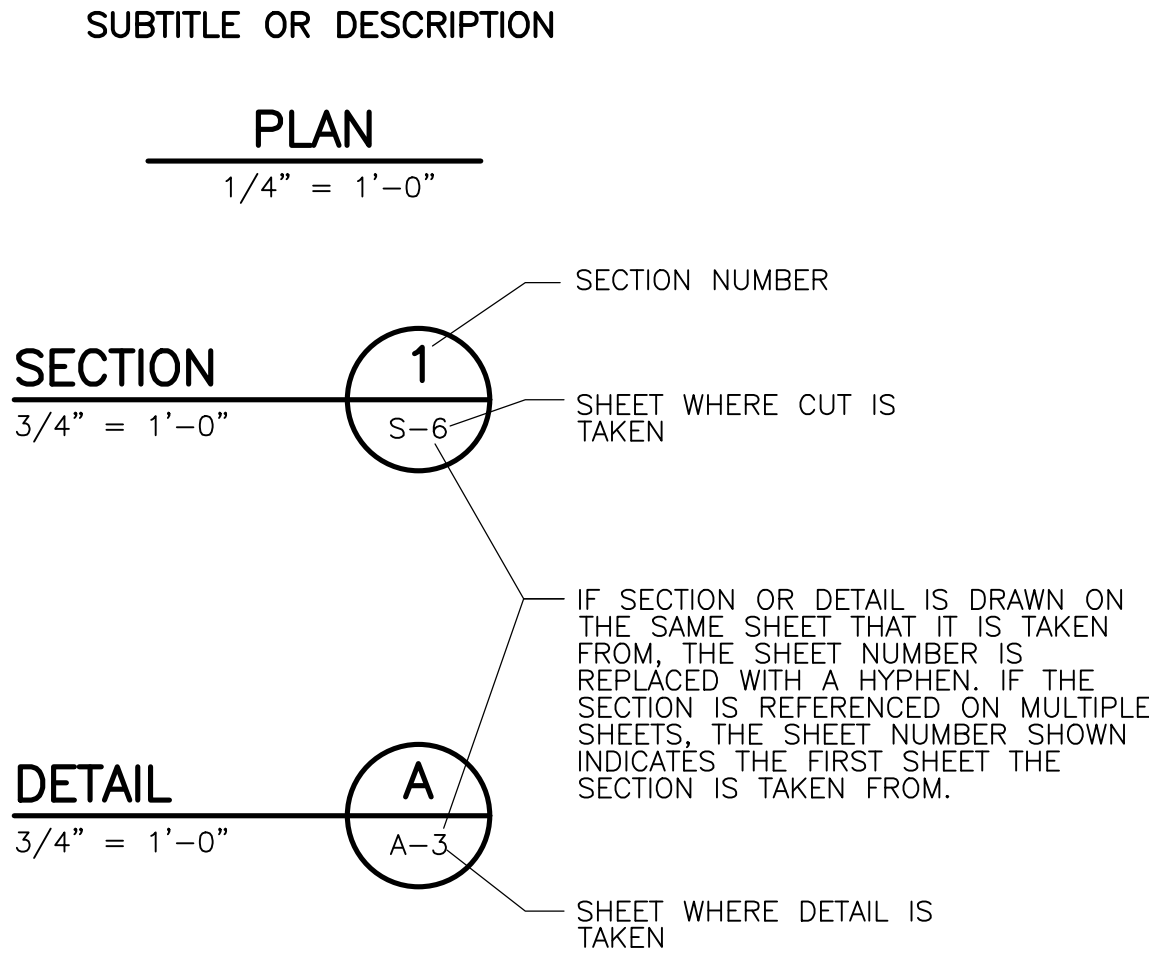 SUBTITLE OR DESCRIPTION
PLAN
1/4” = 1’-0”
SECTION NUMBER
SECTION
1
3/4” = 1’-0”
S-6
SHEET WHERE CUT IS
TAKEN
IF SECTION OR DETAIL IS DRAWN ON
THE SAME SHEET THAT IT IS TAKEN
FROM, THE SHEET NUMBER IS
REPLACED WITH A HYPHEN. IF THE
SECTION IS REFERENCED ON MULTIPLE
SHEETS, THE SHEET NUMBER SHOWN
INDICATES THE FIRST SHEET THE
SECTION IS TAKEN FROM.
DETAIL
A
3/4” = 1’-0”
A-3
SHEET WHERE DETAIL IS
TAKEN